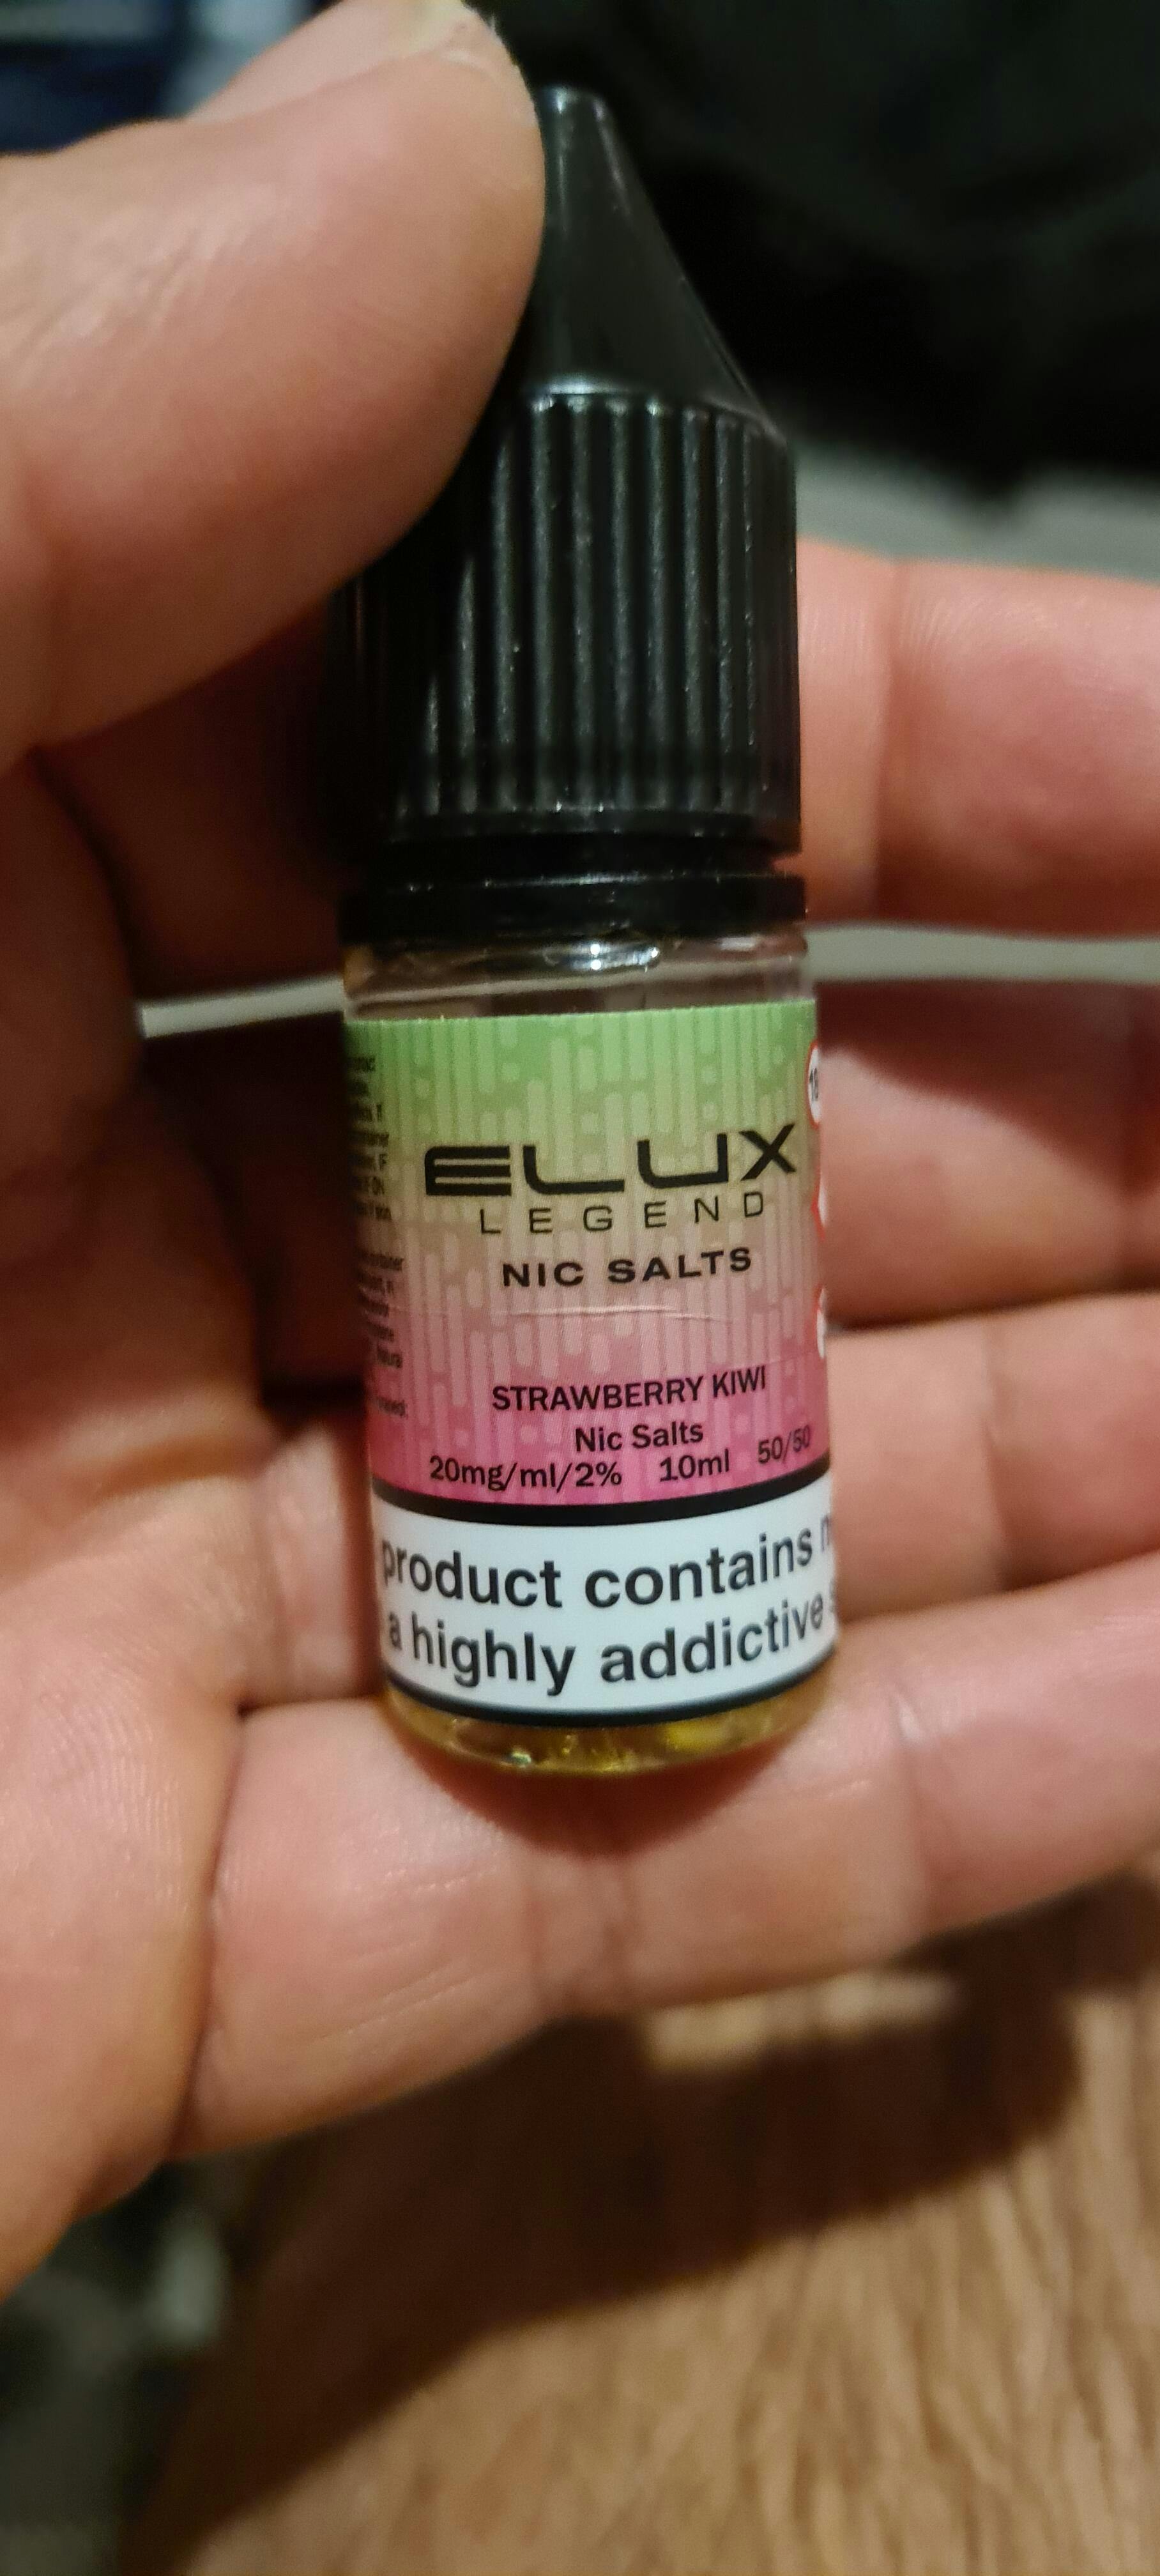 ELUX
LEGEND
NIC SALTS
STRAWBERRY KIWI
Nic Salts
20mg/ml/2% 10ml 50/50
product contains
a highly addictive